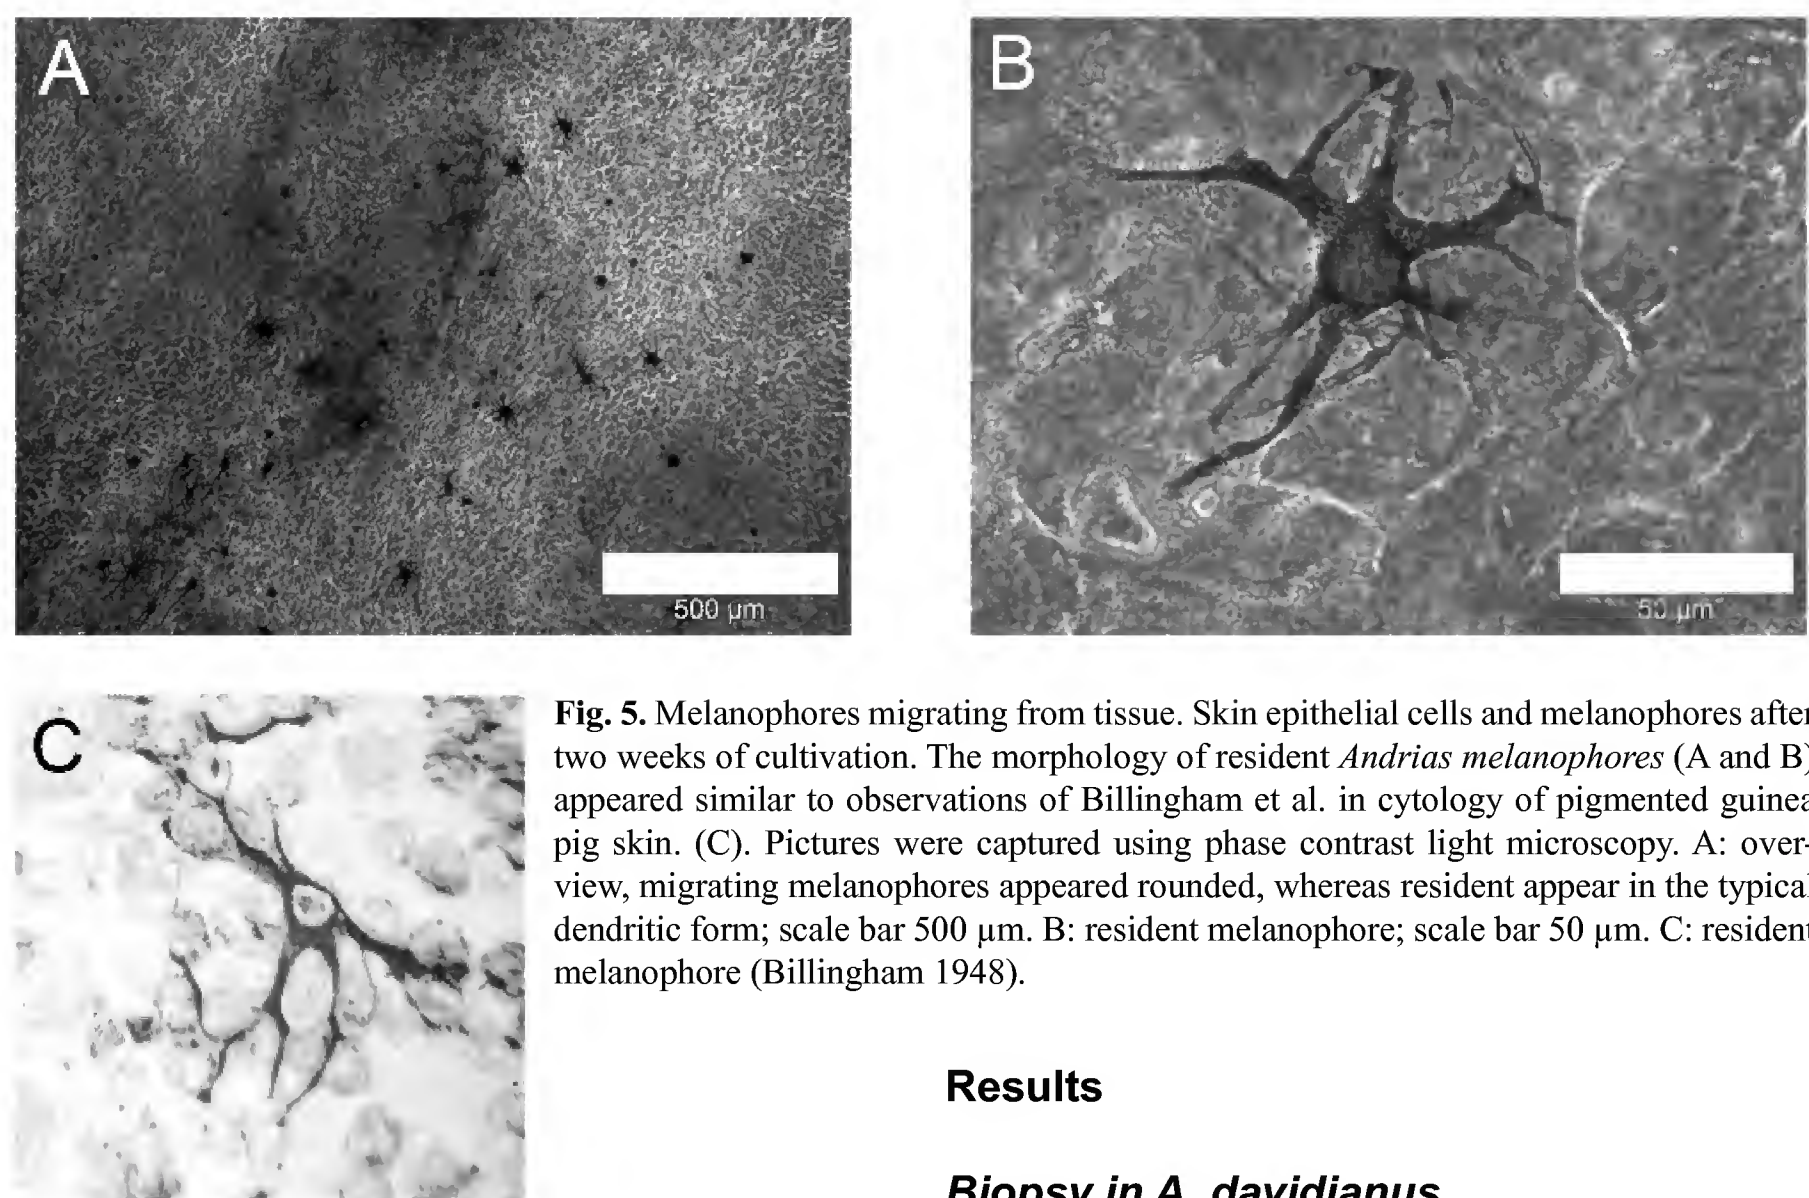 A
B
500 µm
50 µm
C
Fig. 5. Melanophores migrating from tissue. Skin epithelial cells and melanophores after
two weeks of cultivation. The morphology of resident Andrias melanophores (A and B)
appeared similar to observations of Billingham et al. in cytology of pigmented guinea
pig skin. (C). Pictures were captured using phase contrast light microscopy. A: over-
view, migrating melanophores appeared rounded, whereas resident appear in the typical
dendritic form; scale bar 500 µm. B: resident melanophore; scale bar 50 µm. C: resident
melanophore (Billingham 1948).
Results
Biopsy in A. davidianus